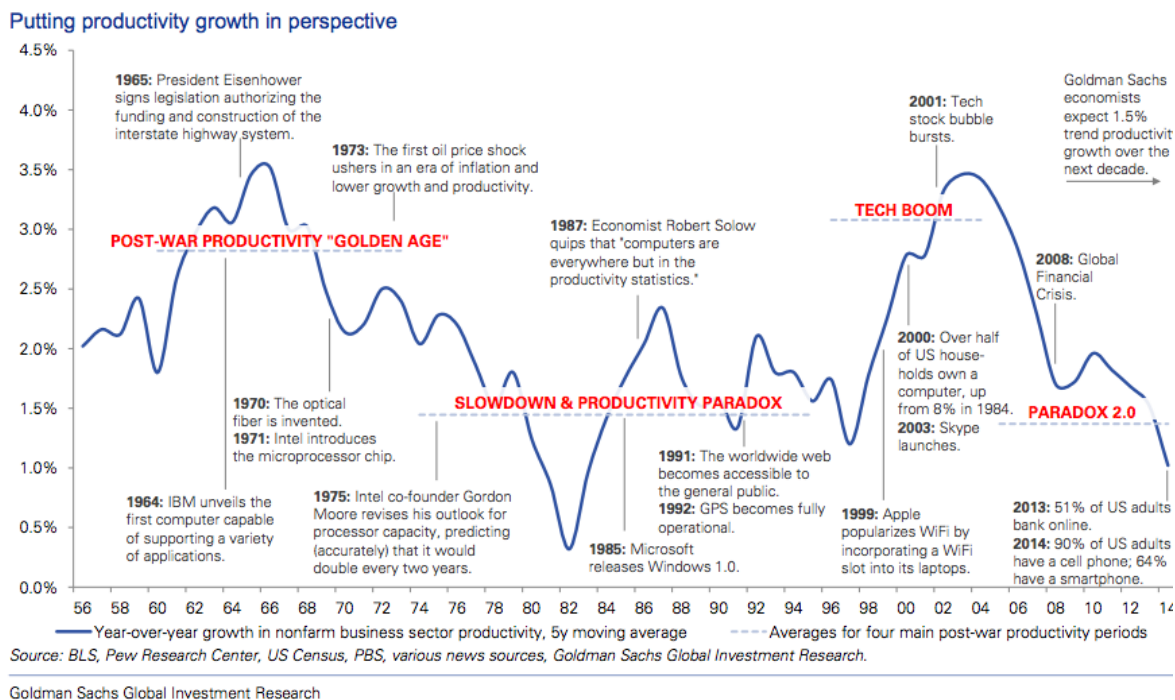 Putting productivity growth in perspective
4.5%
4.0%
3.5%
3.0%
2.5%
2.0%
1.5%
1.0%
0.5%
0.0%
1965: President Eisenhower
signs legislation authorizing the
funding and construction of the
interstate highway system.
1973: The first oil price shock
ushers in an era of inflation and
lower growth and productivity.
POST-WAR PRODUCTIVITY "GOLDEN AGE"
1987: Economist Robert Solow
quips that "computers are
everywhere but in the
productivity statistics."
2001: Tech
stock bubble
bursts.
TECH BOOM
Goldman Sachs
economists
expect 1.5%
trend productivity
growth over the
next decade.
2008: Global
Financial
Crisis.
1970: The optical
fiber is invented.
1971: Intel introduces
the microprocessor chip.
SLOWDOWN & PRODUCTIVITY PARADOX
2000: Over half
of US house-
holds own a
computer, up
from 8% in 1984.
2003: Skype
launches.
PARADOX 2.0
1964: IBM unveils the
first computer capable
of supporting a variety
of applications.
1975: Intel co-founder Gordon
Moore revises his outlook for
processor capacity, predicting
(accurately) that it would
double every two years.
1985: Microsoft
releases Windows 1.0.
1991: The worldwide web
becomes accessible to
the general public.
1992: GPS becomes fully
operational.
1999: Apple
popularizes WiFi by
incorporating a WiFi
slot into its laptops.
2013: 51% of US adults
bank online.
2014: 90% of US adults
have a cell phone; 64%
have a smartphone.
56 58 60 62 64 66 68 70 72 74 76 78 80 82 84 86 88 90 92 94 96 98 00 02 04 06 08 10 12 14
Year-over-year growth in nonfarm business sector productivity, 5y moving average
Averages for four main post-war productivity periods
Source: BLS, Pew Research Center, US Census, PBS, various news sources, Goldman Sachs Global Investment Research.
Goldman Sachs Global Investment Research